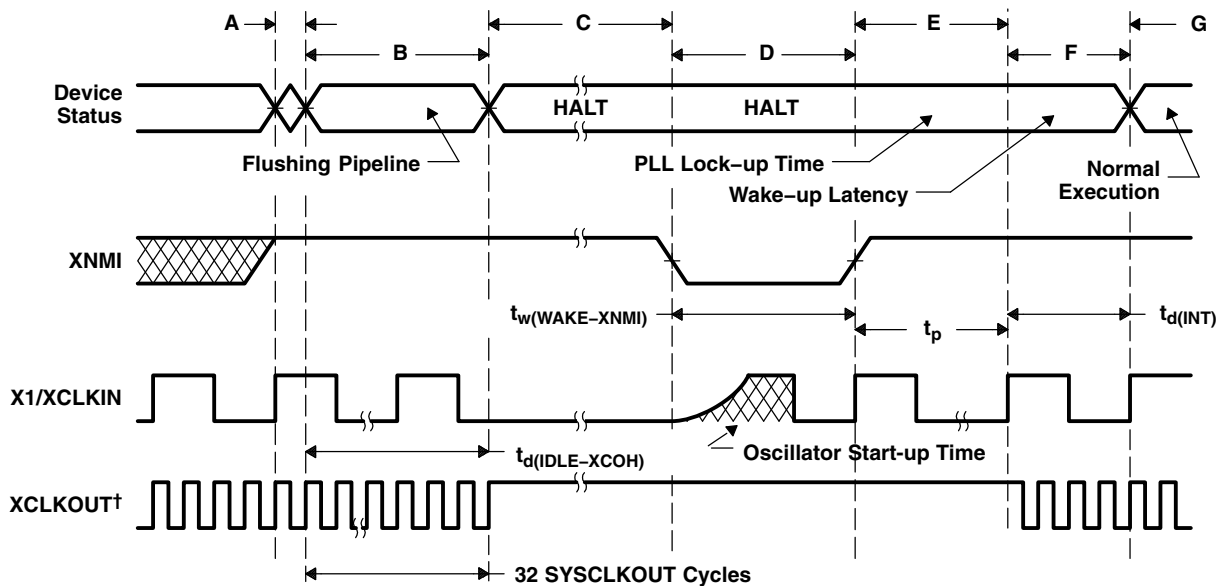 A
B
C
D
E
F
G
Device
Status
HALT
HALT
Flushing Pipeline
PLL Lock–up Time
Wake–up Latency
Normal
Execution
XNMI
tw(WAKE–XNMI)
tp
td(INT)
X1/XCLKIN
td(IDLE–XCOH)
Oscillator Start-up Time
XCLKOUT†
32 SYSCLKOUT Cycles